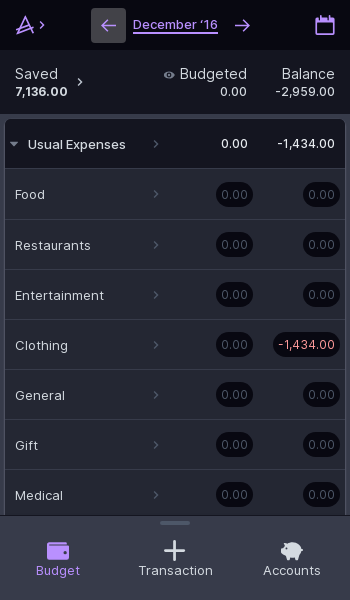 December ‘16
Saved Budgeted Balance
7,136.00 0.00 -2,959.00
Usual Expenses 0.00 -1,434.00
Food 0.00 0.00
Restaurants 0.00 0.00
Entertainment 0.00 0.00
Clothing 0.00 -1,434.00
General 0.00 0.00
Gift 0.00 0.00
Medical 0.00 0.00
Budget Transaction Accounts